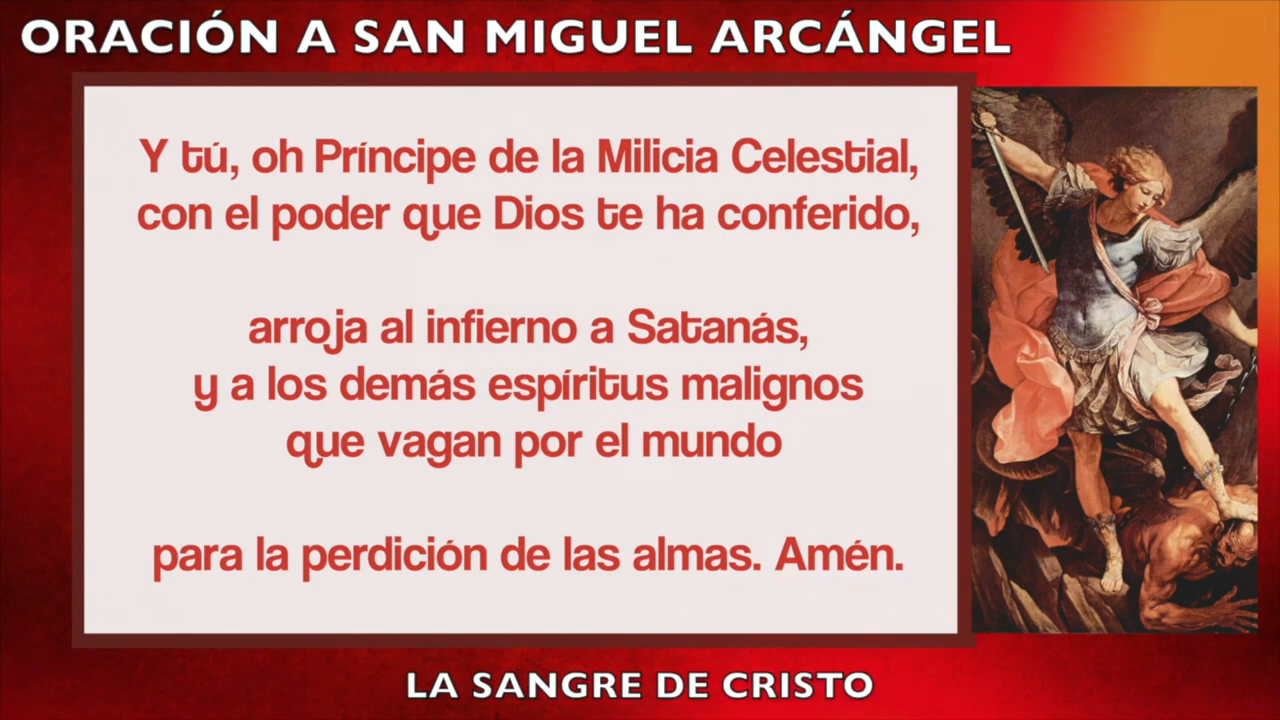 ORACIÓN A SAN MIGUEL ARCÁNGEL
Y tú, oh Príncipe de la Milicia Celestial,
con el poder que Dios te ha conferido,
arroja al infierno a Satanás,
y a los demás espíritus malignos
que vagan por el mundo
para la perdición de las almas. Amén.
LA SANGRE DE CRISTO